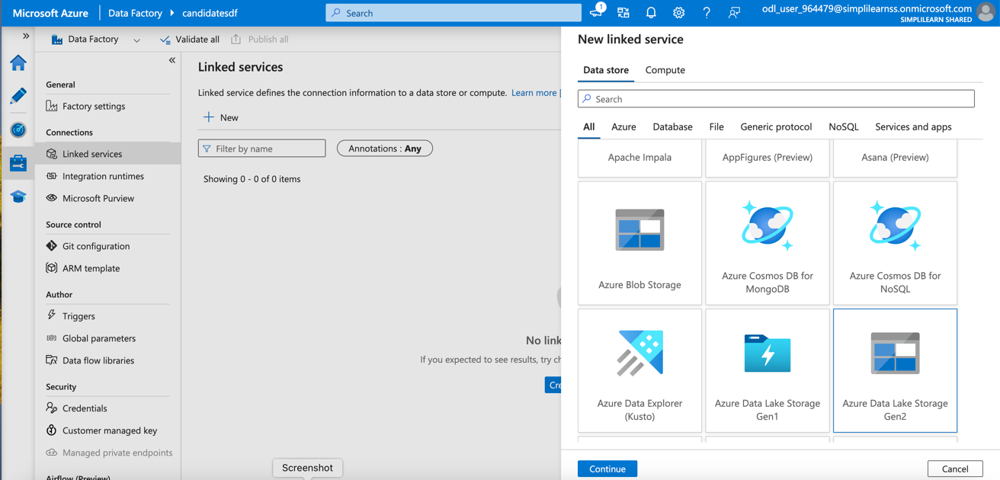 Microsoft Azure
Data Factory
candidatesdf
Search
1
odl_user_964479@simplilearnss.onmicrosoft.com
SIMPLILEARN SHARED
Data Factory
Validate all
Publish all
General
Factory settings
Connections
Linked services
Integration runtimes
Microsoft Purview
Source control
Git configuration
ARM template
Author
Triggers
Global parameters
Data flow libraries
Security
Credentials
Customer managed key
Managed private endpoints
Airflow (Preview)
Linked services
Linked service defines the connection information to a data store or compute. Learn more
New
Filter by name
Annotations : Any
Showing 0 - 0 of 0 items
No link
If you expected to see results, try ch
Cre
Screenshot
New linked service
Data store
Compute
Search
All
Azure
Database
File
Generic protocol
NoSQL
Services and apps
Apache Impala
AppFigures (Preview)
Asana (Preview)
Azure Blob Storage
Azure Cosmos DB for
MongoDB
Azure Cosmos DB for
NoSQL
Azure Data Explorer
(Kusto)
Azure Data Lake Storage
Gen1
Azure Data Lake Storage
Gen2
Continue
Cancel